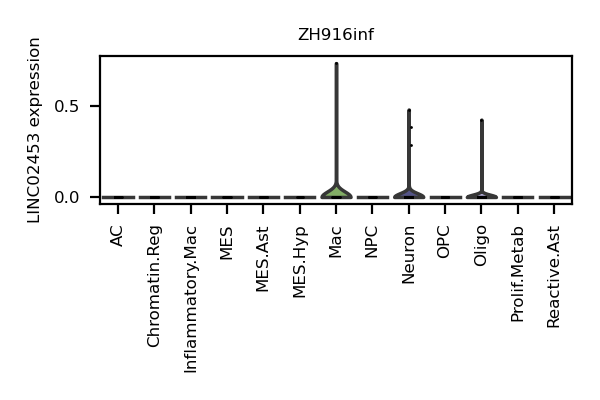 ZH916inf
LINC02453 expression
0.5
0.0
AC
Chromatin.Reg
Inflammatory.Mac
MES
MES.Ast
MES.Hyp
Mac
NPC
Neuron
OPC
Oligo
Prolif.Metab
Reactive.Ast